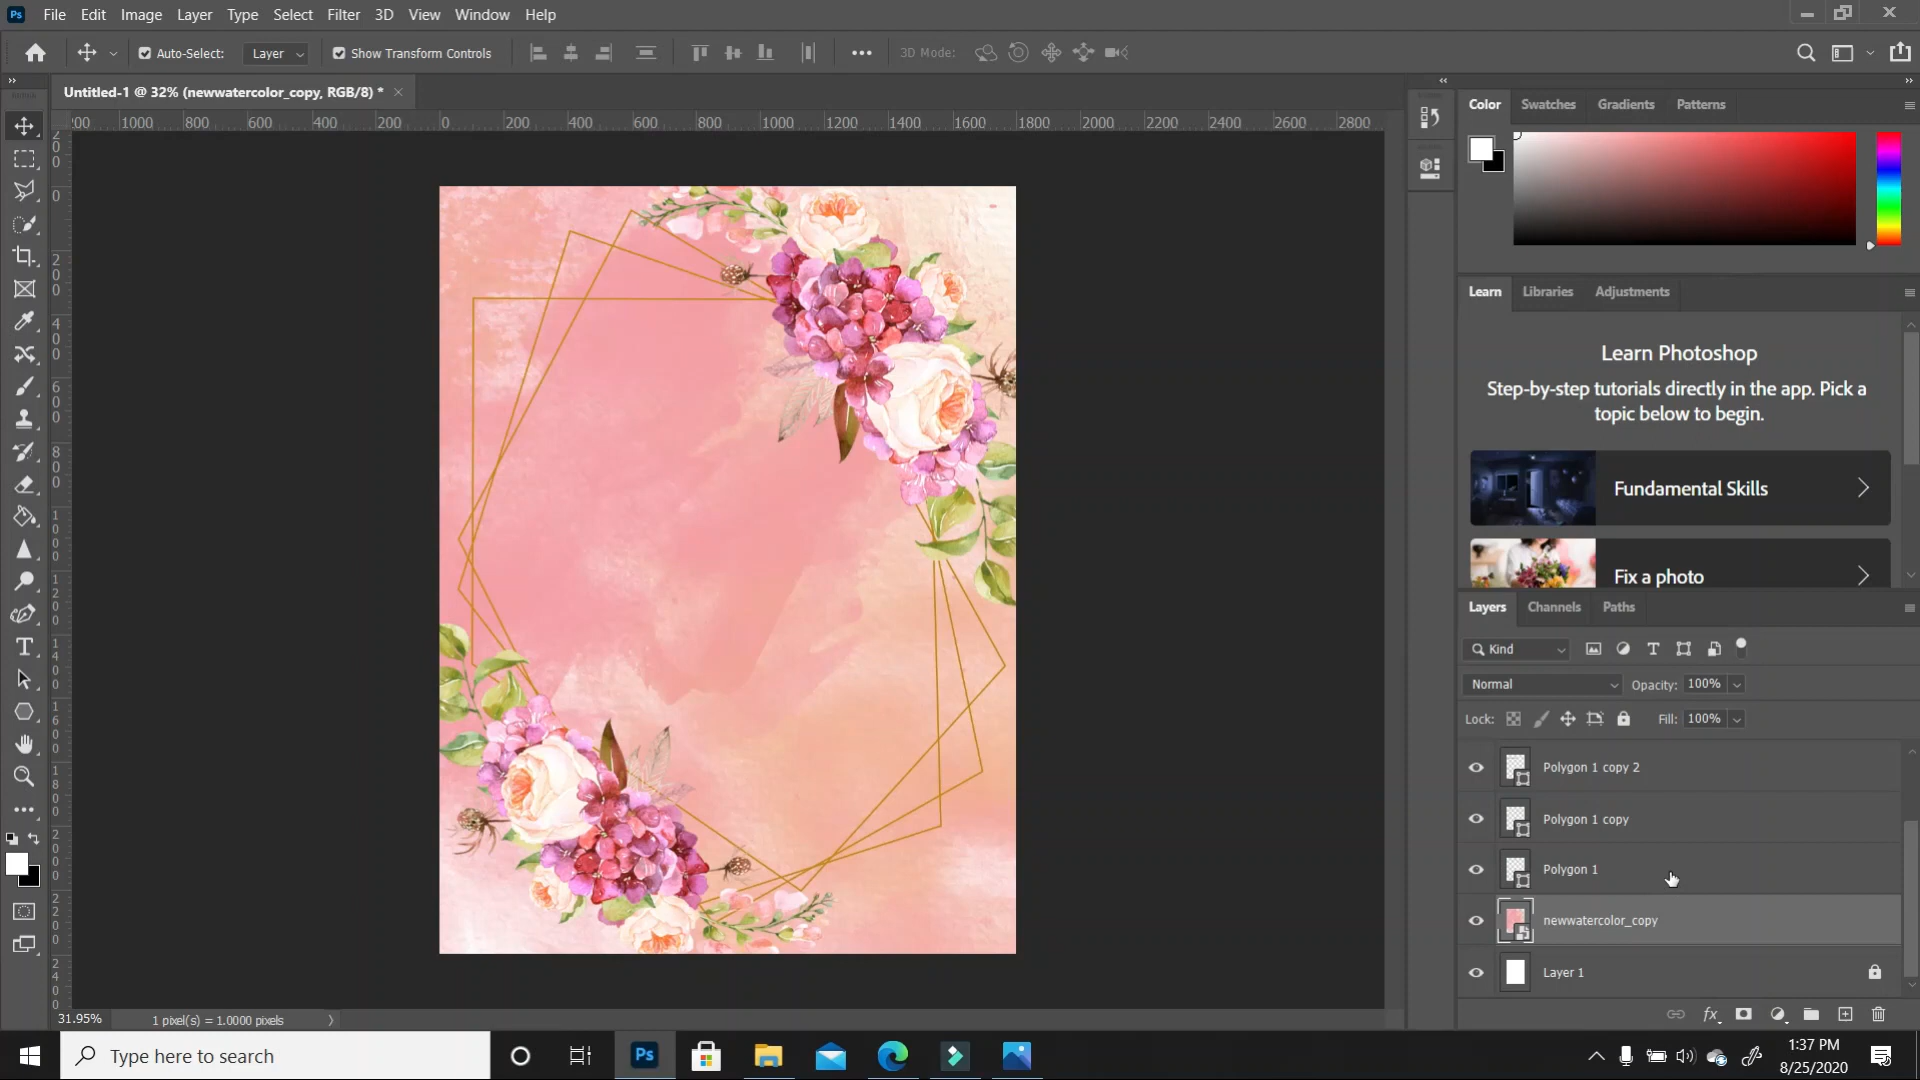 Ps File Edit Image Layer Type Select Filter 3D View Window Help
Auto-Select: Layer Show Transform Controls 3D Mode:
Untitled-1 @ 32% (newwatercolor_copy, RGB/8) *
1000 800 600 400 200 0 200 400 600 800 1000 1200 1400 1600 1800 2000 2200 2400 2600 2800
Color Swatches Gradients Patterns
Learn Libraries Adjustments
Learn Photoshop
Step-by-step tutorials directly in the app. Pick a
topic below to begin.
Fundamental Skills
Fix a photo
Layers Channels Paths
Kind
Normal Opacity: 100%
Lock: Fill: 100%
Polygon 1 copy 2
Polygon 1 copy
Polygon 1
newwatercolor_copy
Layer 1
31.95% 1 pixel(s) = 1.0000 pixels
Type here to search
Ps
1:37 PM
8/25/2020